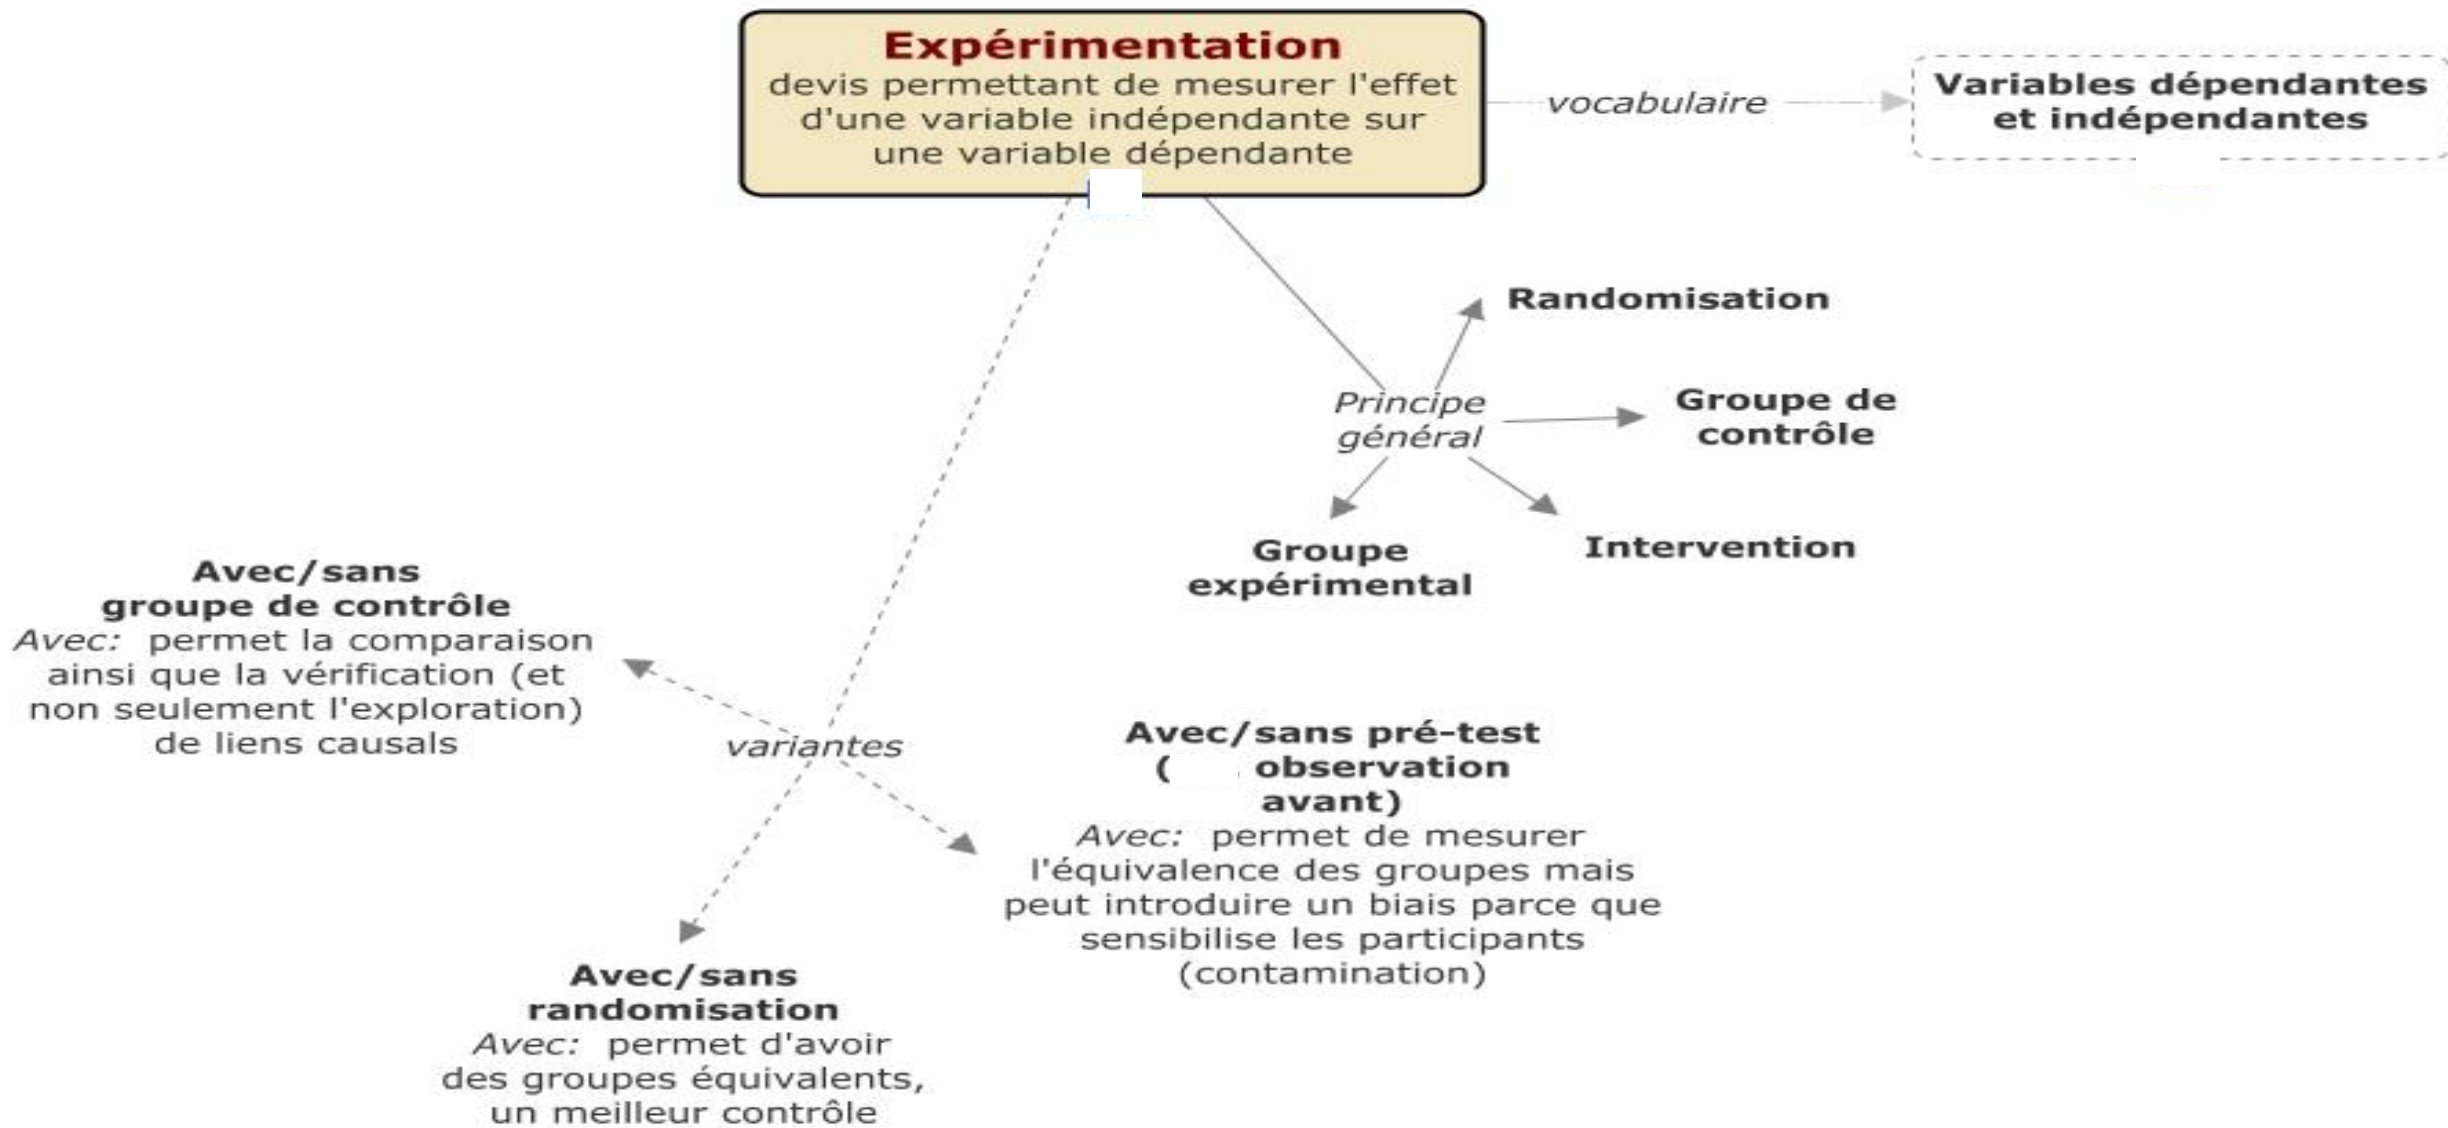 Expérimentation
devis permettant de mesurer l'effet
d'une variable indépendante sur
une variable dépendante
vocabulaire
Variables dépendantes
et indépendantes
Randomisation
Principe
général
Groupe de
contrôle
Groupe
expérimental
Intervention
Avec/sans
groupe de contrôle
Avec: permet la comparaison
ainsi que la vérification (et
non seulement l'exploration)
de liens causals
variantes
Avec/sans pré-test
( observation
avant)
Avec: permet de mesurer
l'équivalence des groupes mais
peut introduire un biais parce que
sensibilise les participants
(contamination)
Avec/sans
randomisation
Avec: permet d'avoir
des groupes équivalents,
un meilleur contrôle